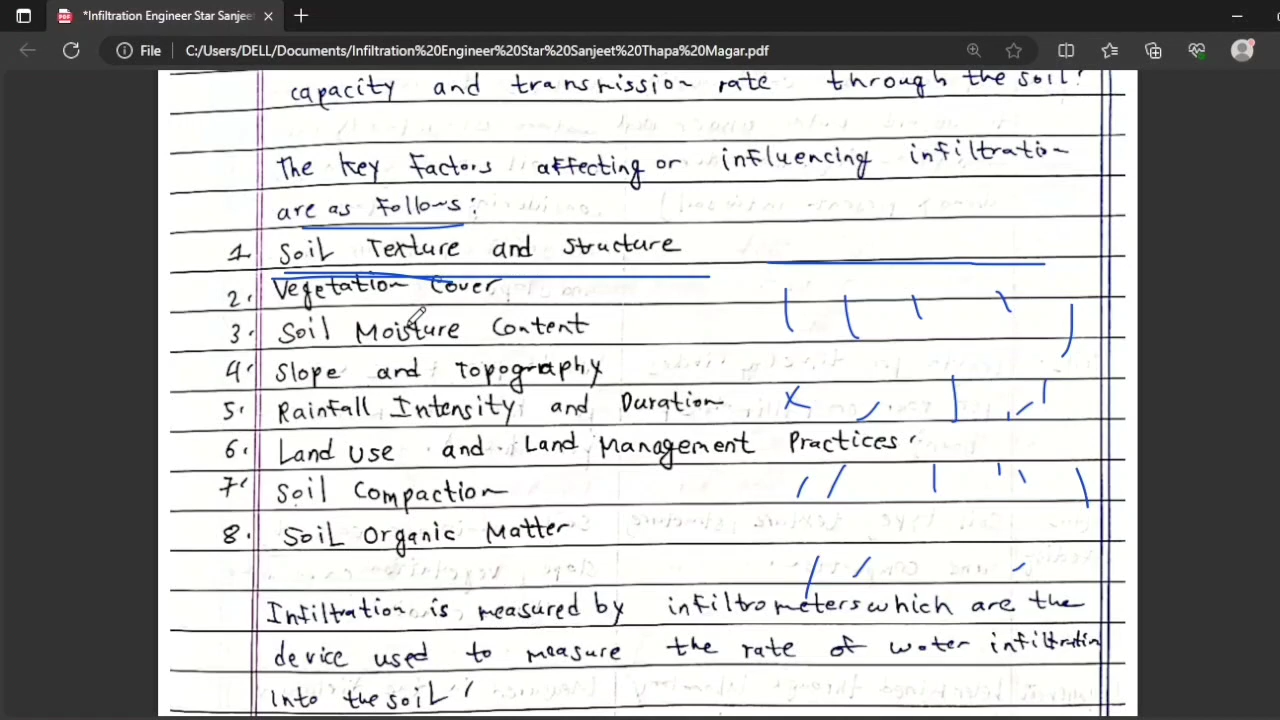 *Infiltration Engineer Star Sanjee
File
C:/Users/DELL/Documents/Infiltration%20Engineer%20Star%20Sanjeet%20Thapa%20Magar.pdf
capacity and transmission rate through the soil.
The key factors affecting or influencing infiltration
are as follows:
1. Soil Texture and structure
2. Vegetation Cover
3. Soil Moisture Content
4. Slope and Topography
5. Rainfall Intensity and Duration
6. Land use and Land Management Practices.
7. Soil Compaction
8. Soil Organic Matter
Infiltration is measured by infiltrometers which are the
device used to measure the rate of water infiltration
into the soil.